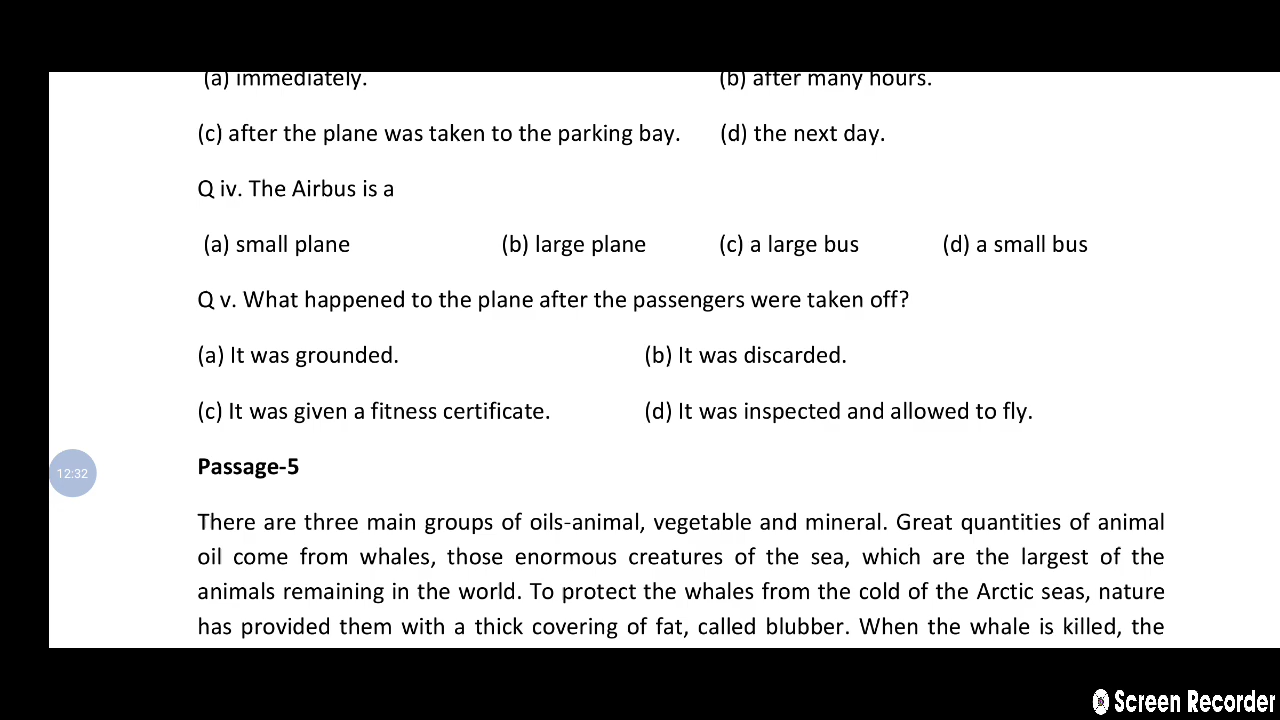 (a) immediately. (b) after many hours.
(c) after the plane was taken to the parking bay. (d) the next day.
Q iv. The Airbus is a
(a) small plane (b) large plane (c) a large bus (d) a small bus
Q v. What happened to the plane after the passengers were taken off?
(a) It was grounded. (b) It was discarded.
(c) It was given a fitness certificate. (d) It was inspected and allowed to fly.
12:32
Passage-5
There are three main groups of oils-animal, vegetable and mineral. Great quantities of animal
oil come from whales, those enormous creatures of the sea, which are the largest of the
animals remaining in the world. To protect the whales from the cold of the Arctic seas, nature
has provided them with a thick covering of fat, called blubber. When the whale is killed, the
Screen Recorder